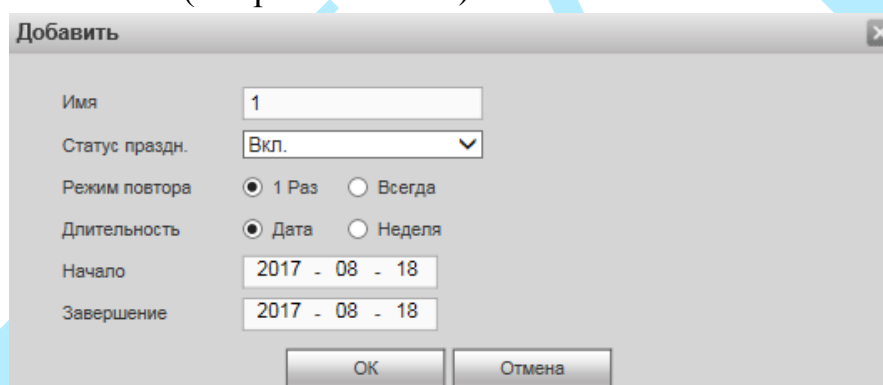 Добавить
Имя 1
Статус праздн. Вкл.
Режим повтора 1 Раз Всегда
Длительность Дата Неделя
Начало 2017 - 08 - 18
Завершение 2017 - 08 - 18
ОК Отмена